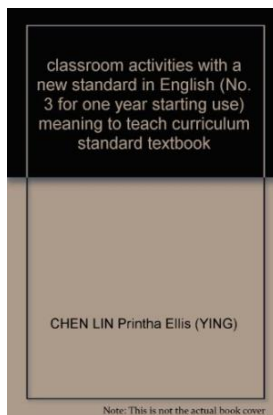 classroom activities with a
new standard in English (No.
3 for one year starting use)
meaning to teach curriculum
standard textbook
CHEN LIN Printha Ellis (YING)
Note: This is not the actual book cover